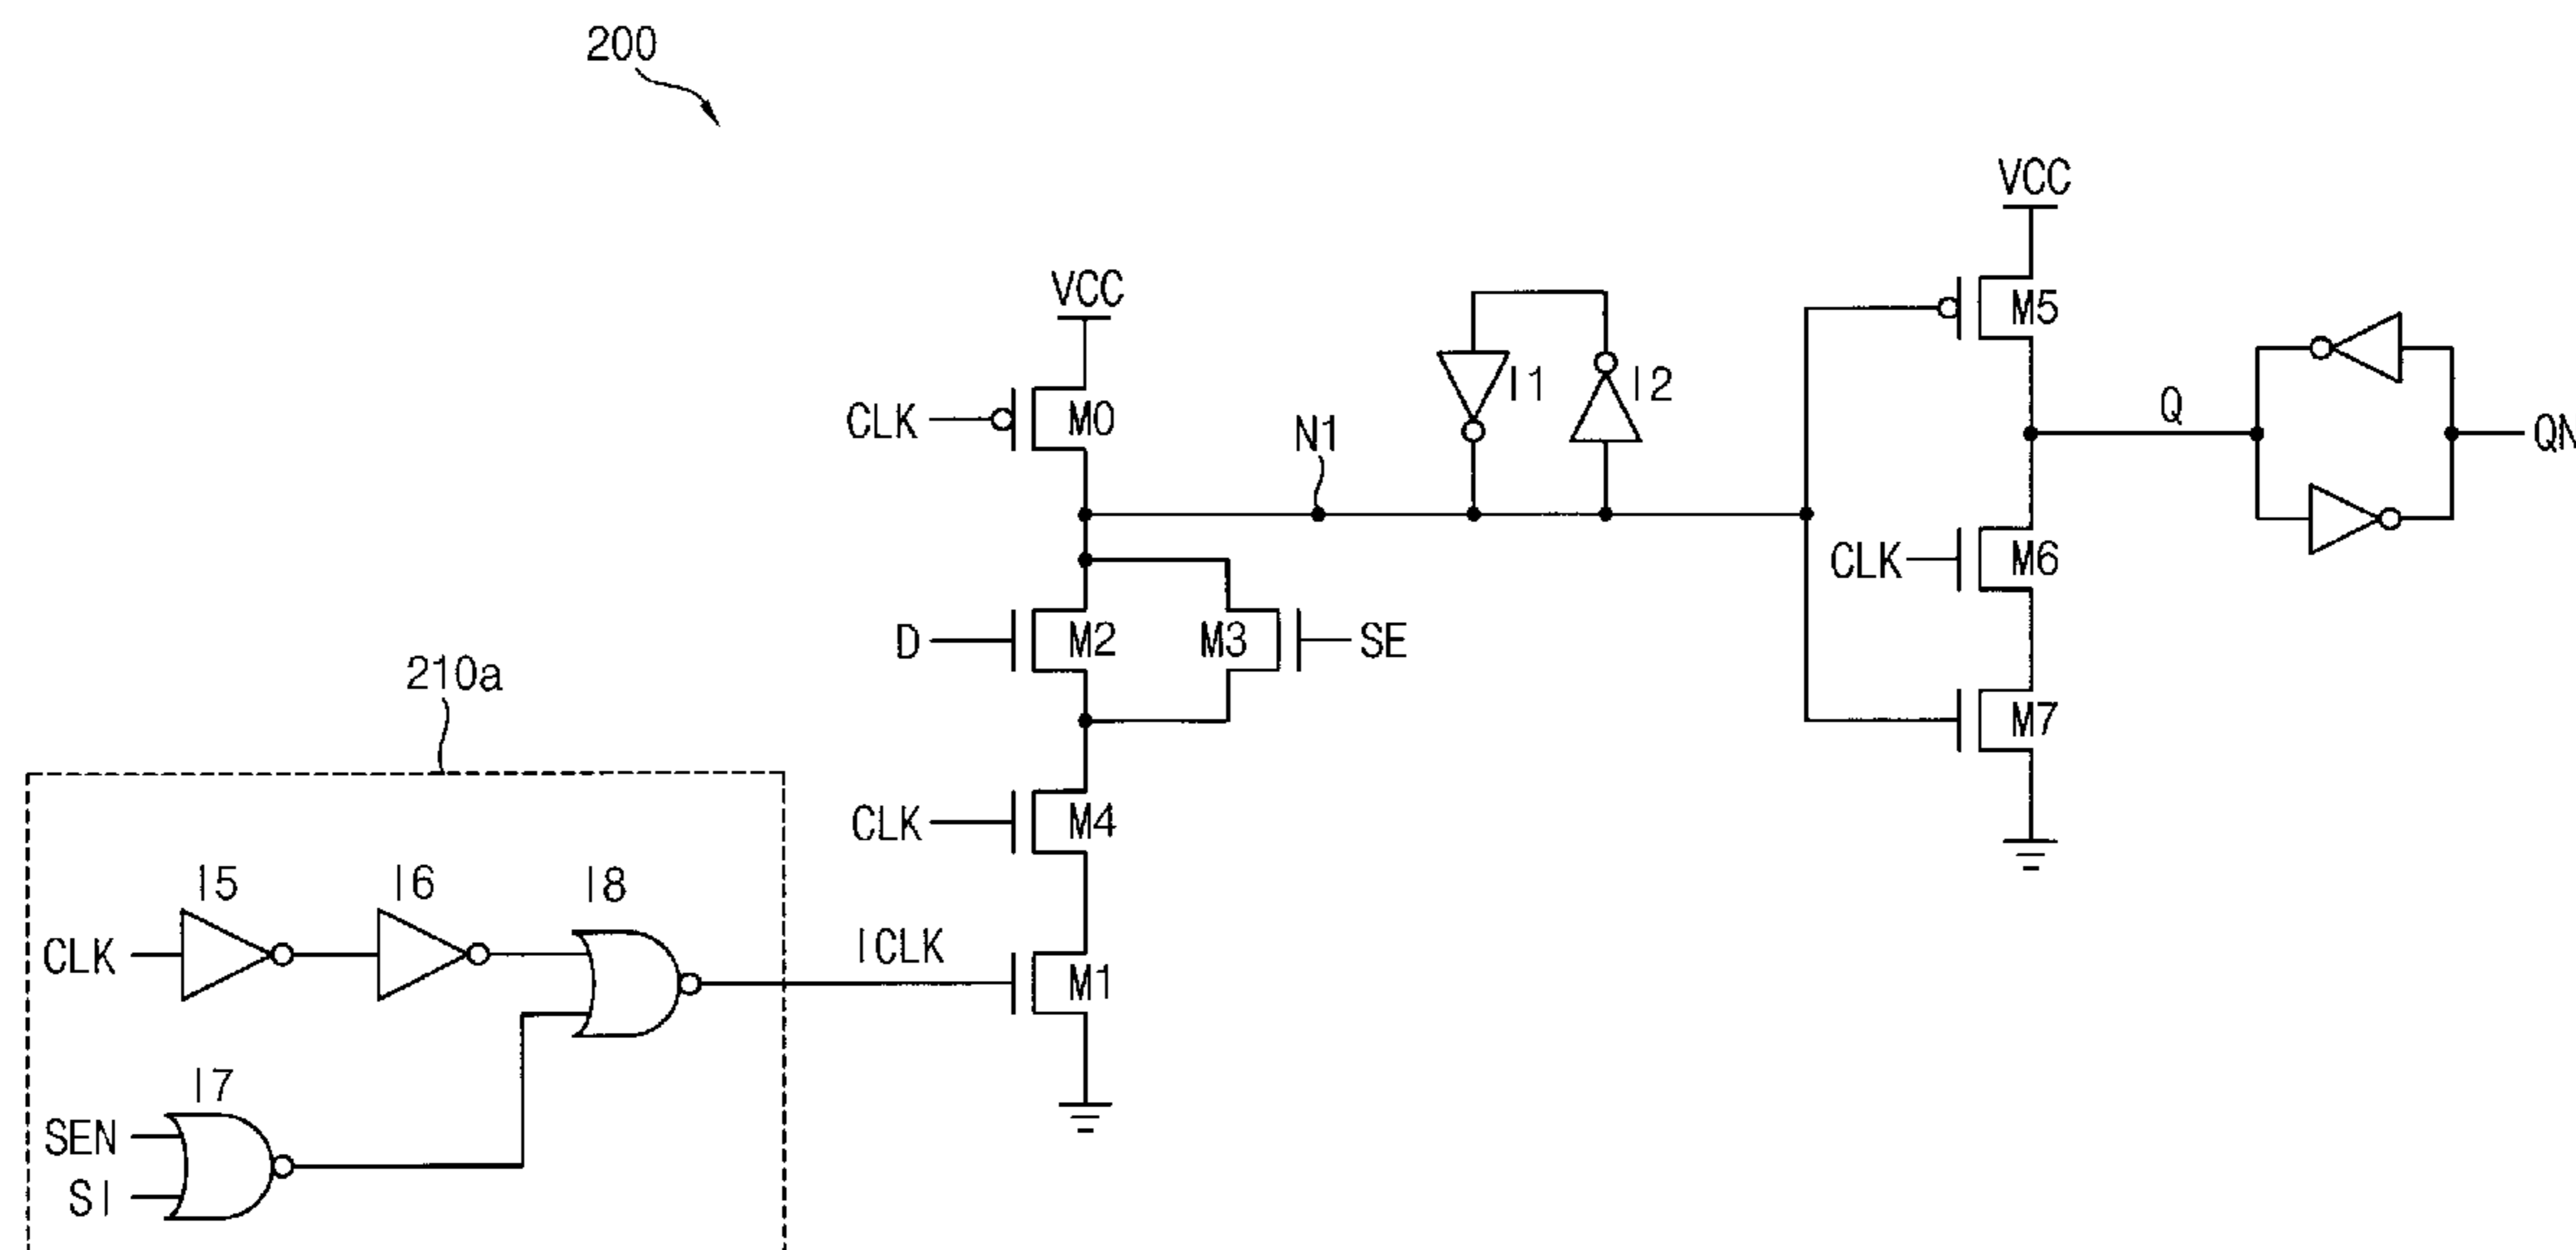 200
VCC
VCC
CLK
M0
N1
I1
I2
M5
Q
QN
CLK
M6
D
M2
M3
SE
M7
210a
CLK
M4
I5
I6
I8
CLK
ICLK
M1
I7
SEN
SI